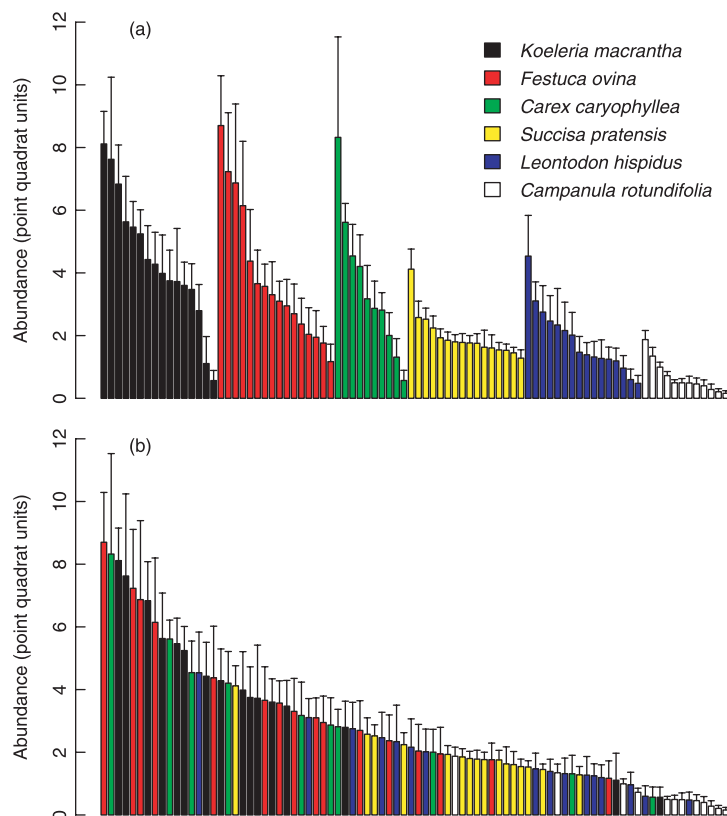 (a)
12
10
8
6
4
2
0
Abundance (point quadrat units)
Koeleria macrantha
Festuca ovina
Carex caryophyllea
Succisa pratensis
Leontodon hispidus
Campanula rotundifolia
(b)
12
10
8
6
4
2
0
Abundance (point quadrat units)